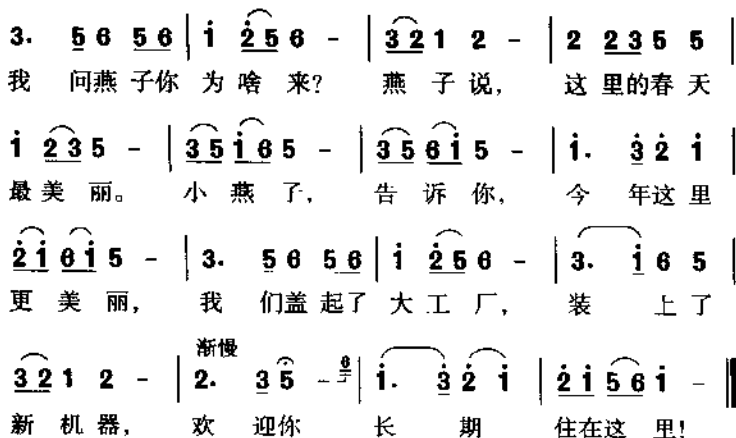 3. 5 6 5 6 | i 2 5 6 - | 3 2 1 2 - | 2 2 3 5 5 |
我 问燕 子你 为 啥 来? 燕 子 说, 这 里的春 天
i 2 3 5 - | 3 5 i 6 5 - | 3 5 6 i 5 - | i. 3 2 i |
最 美 丽。 小 燕 子, 告 诉 你, 今 年这 里
2 i 6 i 5 - | 3. 5 6 5 6 | i 2 5 6 - | 3. i 6 5 |
更 美 丽, 我 们盖 起了 大 工 厂, 装 上 了
渐慢
3 2 1 2 - | 2. 3 5 - 6 | i. 3 2 i | 2 i 5 6 i -
新 机 器, 欢 迎你 长 期 住在这 里!